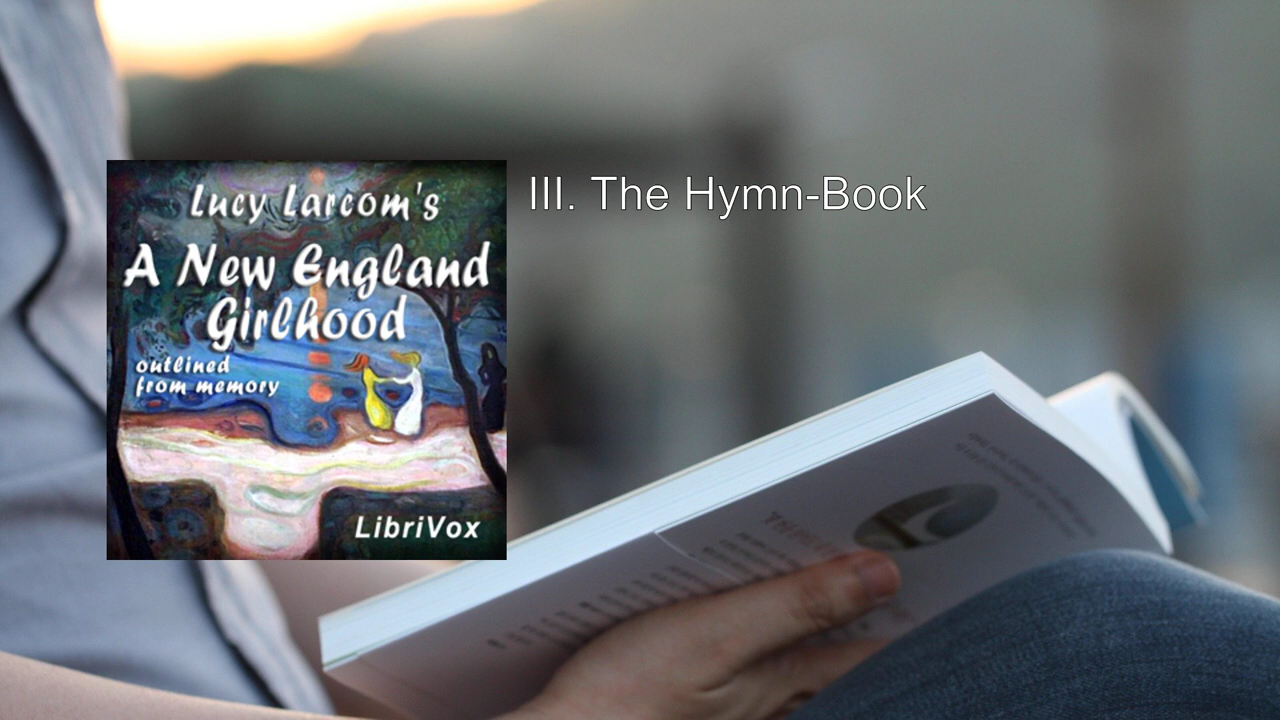 Lucy Larcom's
A New England
Girlhood
outlined
from memory
LibriVox
III. The Hymn-Book